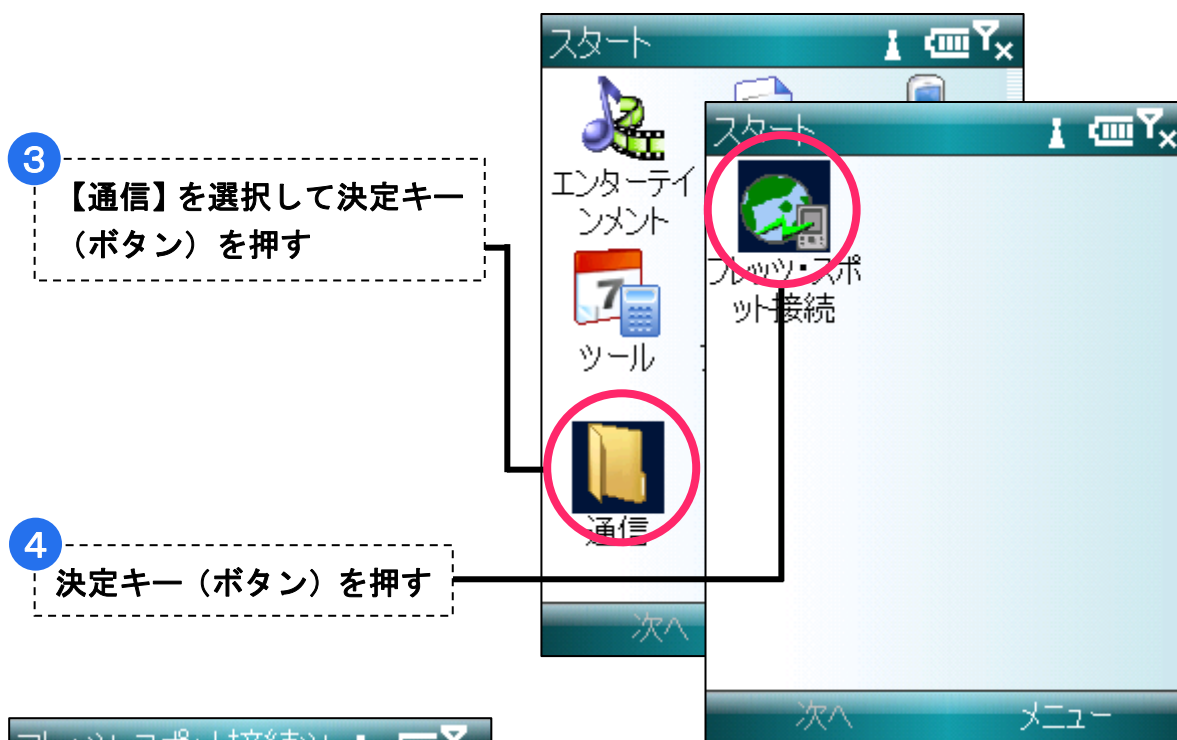 スタート
エンターテイ
ンメント
7
ツール
通信
次へ
スタート
フレッツ・スポ
ット接続
次へ
メニュー
3
【通信】を選択して決定キー
（ボタン）を押す
4
決定キー（ボタン）を押す